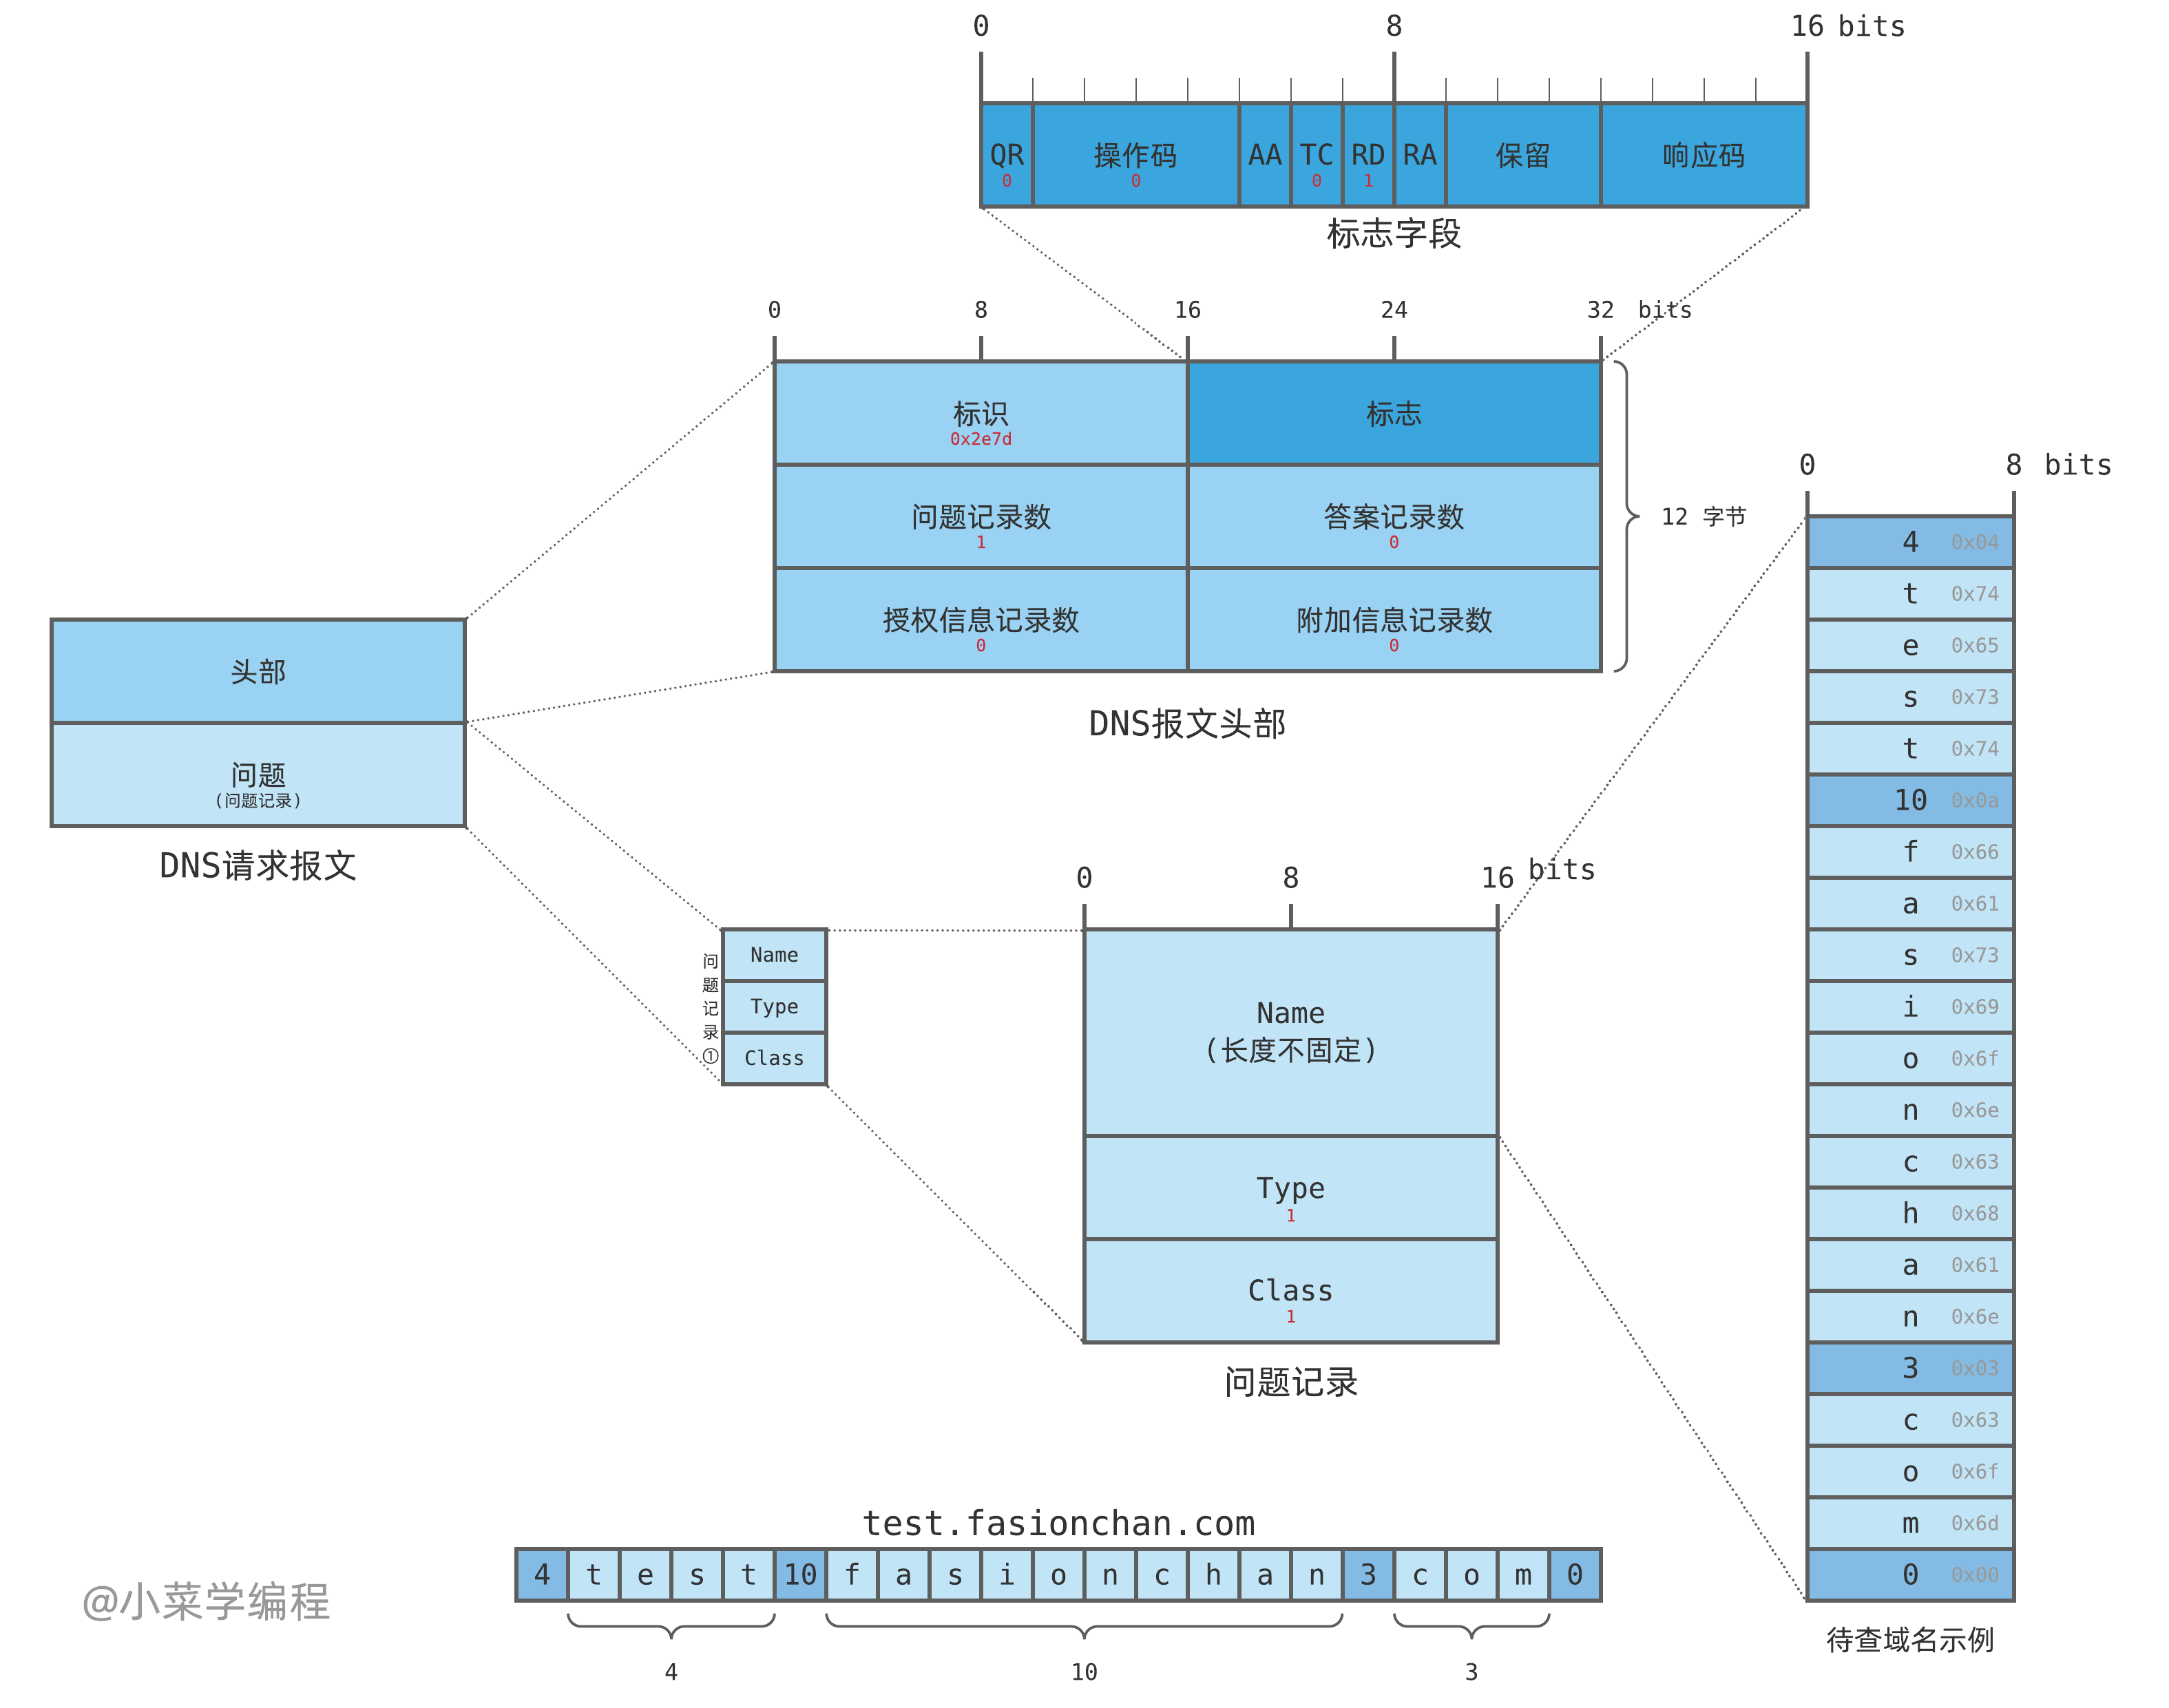 0 8 16 bits
QR 操作码 AA TC RD RA 保留 响应码
0 0 0 1
标志字段
0 8 16 24 32 bits
标识 标志
0x2e7d
问题记录数 答案记录数
1 0
12 字节
授权信息记录数 附加信息记录数
0 0
DNS报文头部
头部
问题
(问题记录)
DNS请求报文
问题记录①
Name
Type
Class
0 8 16 bits
Name
(长度不固定)
Type
1
Class
1
问题记录
0 8 bits
4 0x04
t 0x74
e 0x65
s 0x73
t 0x74
10 0x0a
f 0x66
a 0x61
s 0x73
i 0x69
o 0x6f
n 0x6e
c 0x63
h 0x68
a 0x61
n 0x6e
3 0x03
c 0x63
o 0x6f
m 0x6d
0 0x00
待查域名示例
test.fasionchan.com
4 t e s t 10 f a s i o n c h a n 3 c o m 0
4 10 3
@小菜学编程